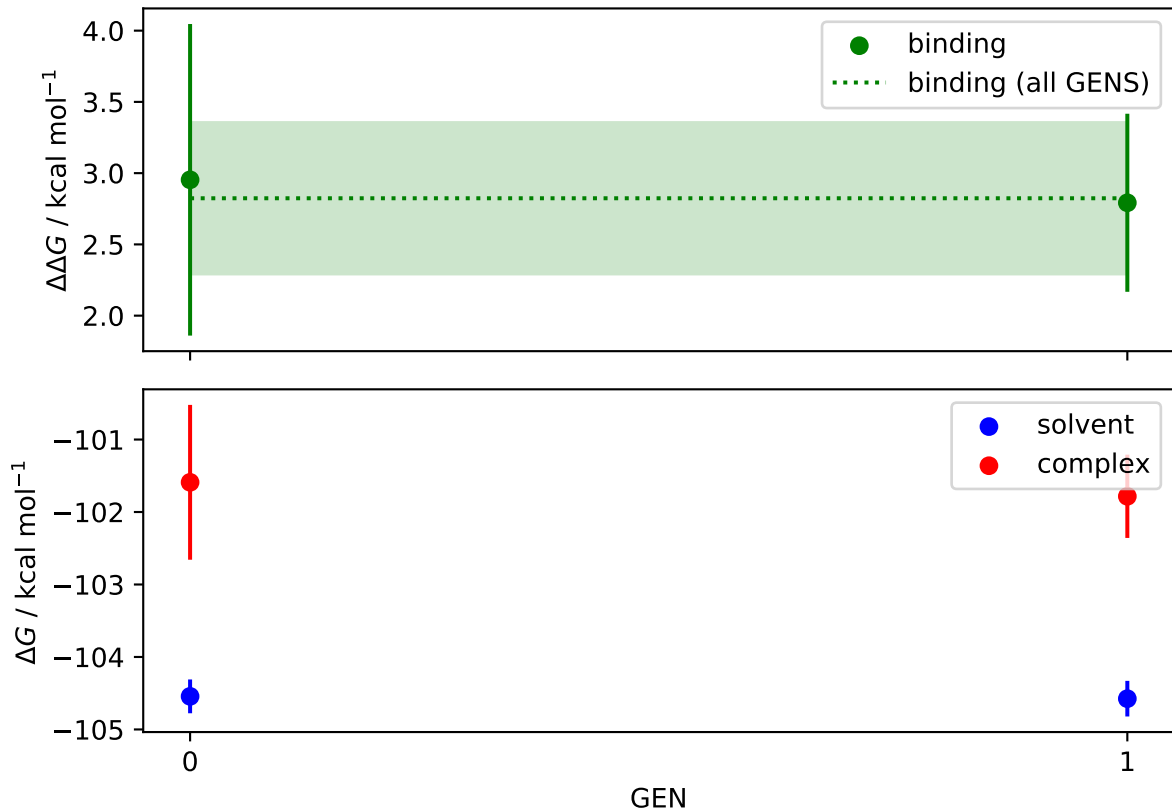 4.0
3.5
3.0
2.5
2.0
ΔΔG / kcal mol⁻¹
binding
binding (all GENS)
−101
−102
−103
−104
−105
ΔG / kcal mol⁻¹
solvent
complex
0
1
GEN